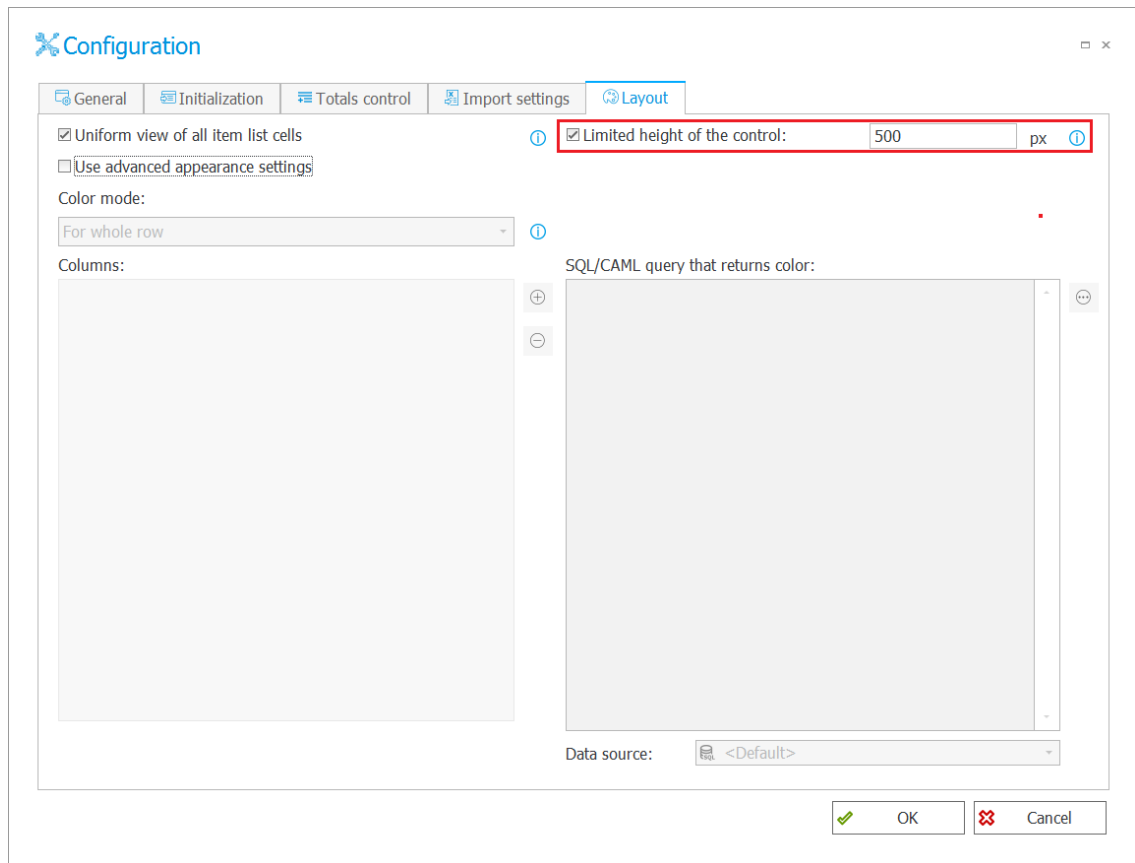 Configuration
General
Initialization
Totals control
Import settings
Layout
Uniform view of all item list cells
Limited height of the control: 500 px
Use advanced appearance settings
Color mode:
For whole row
Columns:
SQL/CAML query that returns color:
Data source: <Default>
OK
Cancel